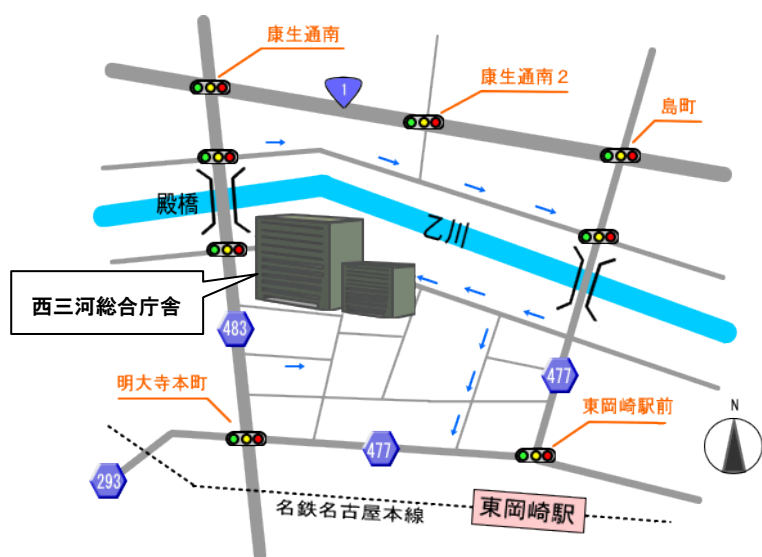 康生通南
1
康生通南2
島町
殿橋
乙川
西三河総合庁舎
483
明大寺本町
477
東岡崎駅前
N
477
293
名鉄名古屋本線
東岡崎駅